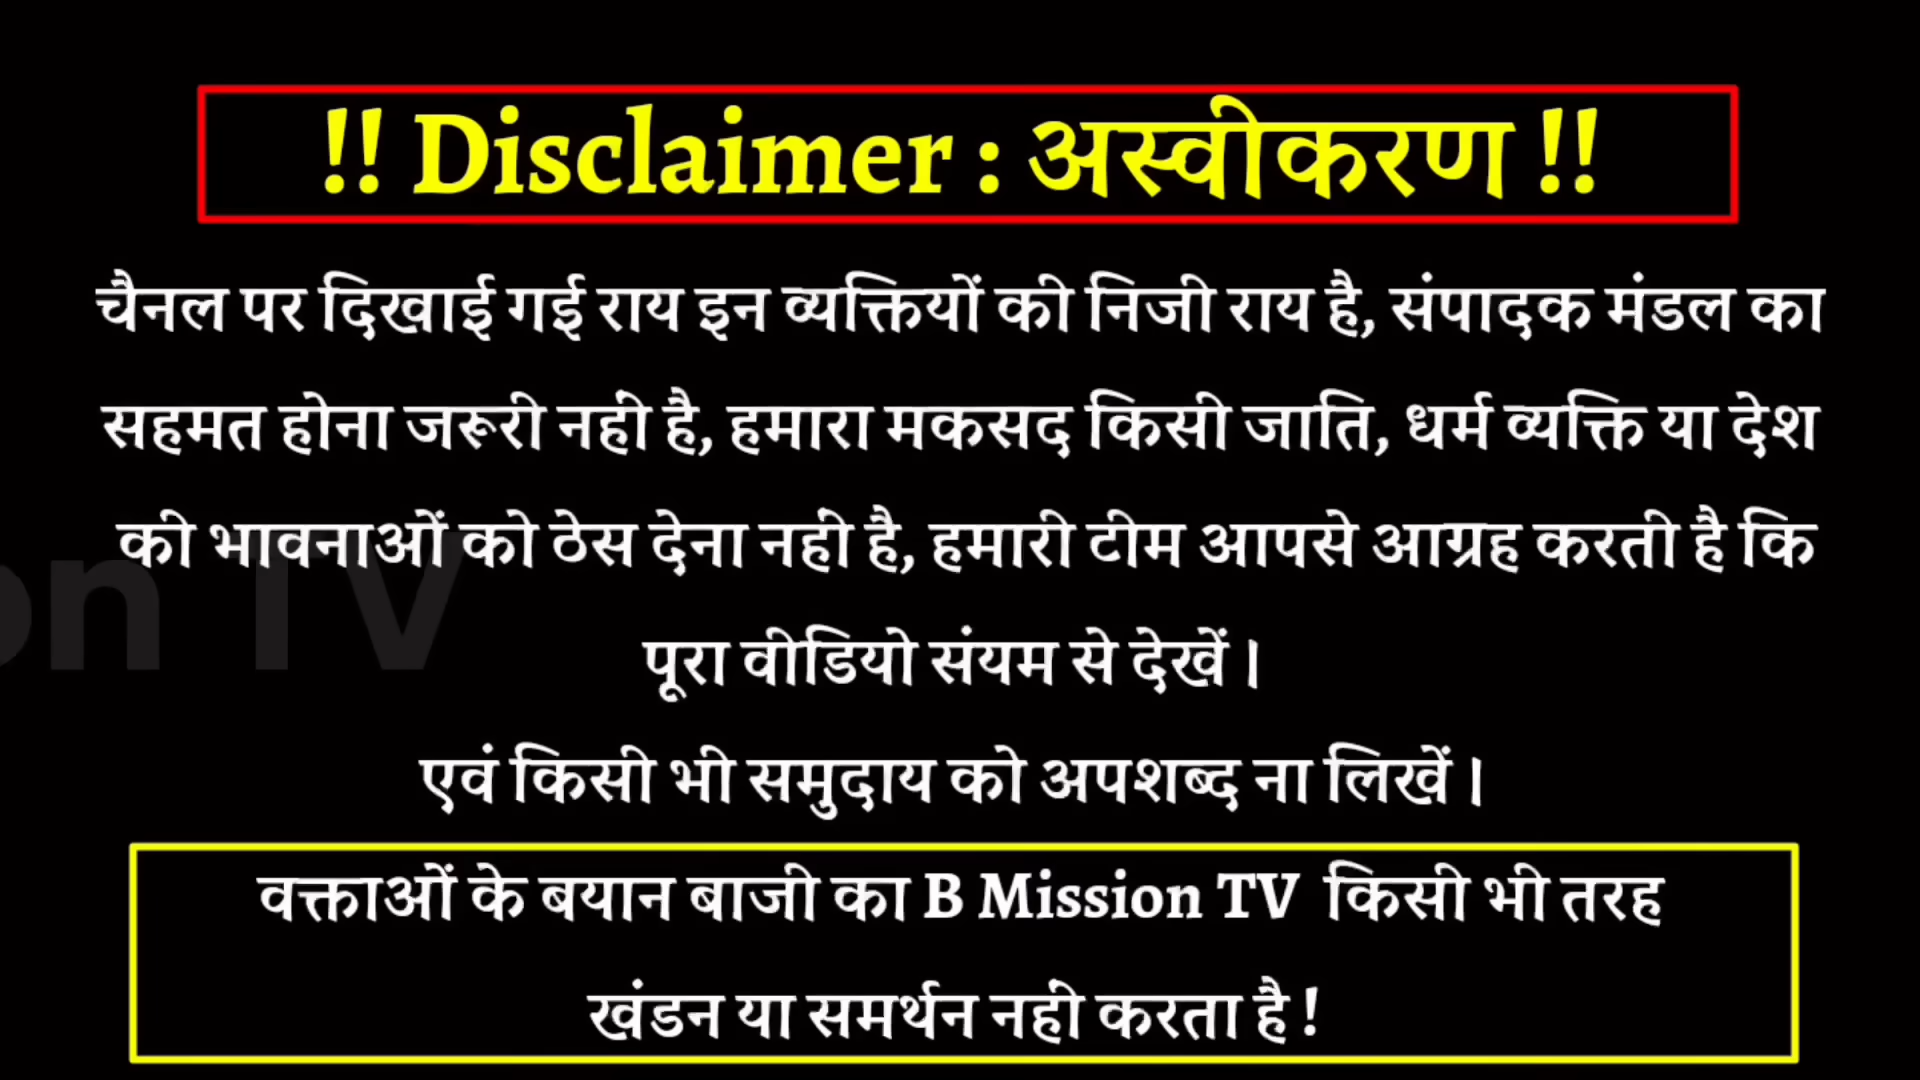 !! Disclaimer : अस्वीकरण !!
चैनल पर दिखाई गई राय इन व्यक्तियों की निजी राय है, संपादक मंडल का
सहमत होना जरूरी नही है, हमारा मकसद किसी जाति, धर्म व्यक्ति या देश
की भावनाओं को ठेस देना नही है, हमारी टीम आपसे आग्रह करती है कि
पूरा वीडियो संयम से देखें।
एवं किसी भी समुदाय को अपशब्द ना लिखें।
वक्ताओं के बयान बाजी का B Mission TV किसी भी तरह
खंडन या समर्थन नही करता है !
on TV